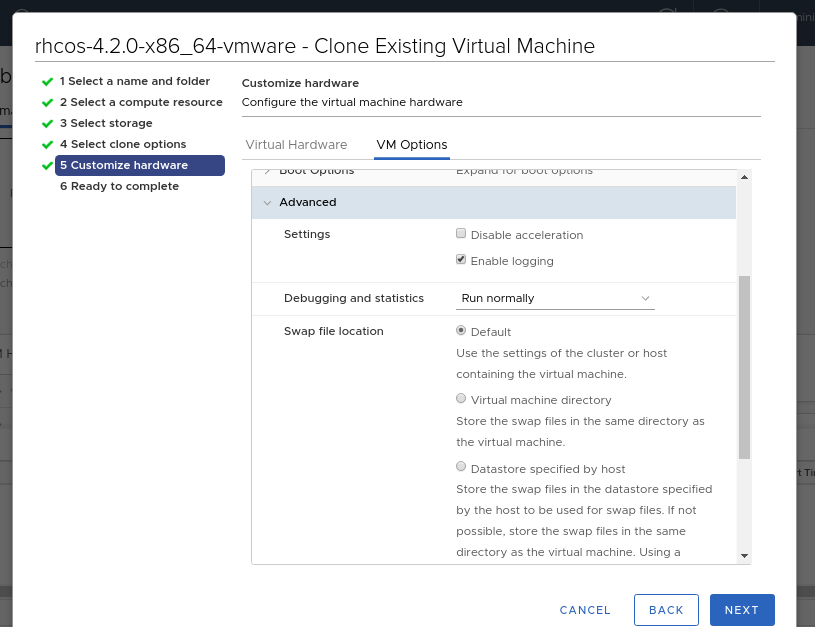 rhcos-4.2.0-x86_64-vmware - Clone Existing Virtual Machine
1 Select a name and folder
2 Select a compute resource
3 Select storage
4 Select clone options
5 Customize hardware
6 Ready to complete
Customize hardware
Configure the virtual machine hardware
Virtual Hardware
VM Options
Boot Options
Expand for boot options
Advanced
Settings
Disable acceleration
Enable logging
Debugging and statistics
Run normally
Swap file location
Default
Use the settings of the cluster or host
containing the virtual machine.
Virtual machine directory
Store the swap files in the same directory as
the virtual machine.
Datastore specified by host
Store the swap files in the datastore specified
by the host to be used for swap files. If not
possible, store the swap files in the same
directory as the virtual machine. Using a
CANCEL
BACK
NEXT